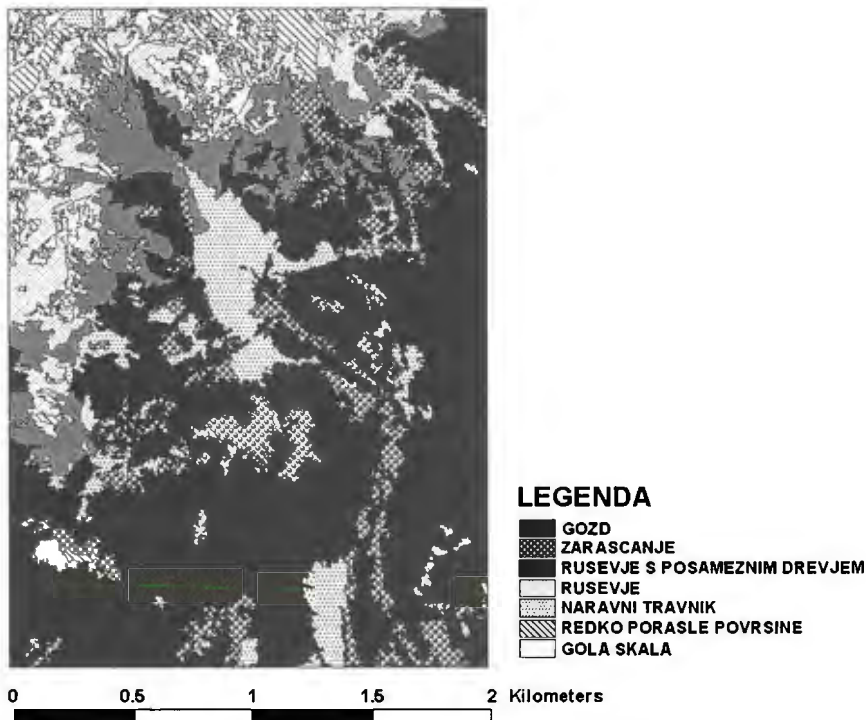 LEGENDA
GOZD
ZARASCANJE
RUSEVJE S POSAMEZNIM DREVJEM
RUSEVJE
NARAVNI TRAVNIK
REDKO PORASLE POVRSINE
GOLA SKALA
0 0.5 1 1.5 2 Kilometers